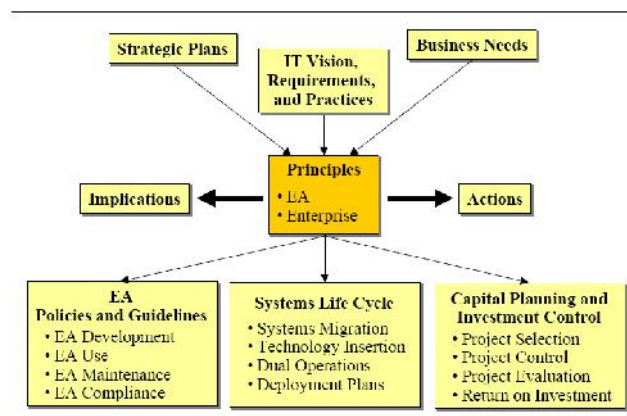 Strategic Plans
IT Vision,
Requirements,
and Practices
Business Needs
Principles
• EA
• Enterprise
Implications
Actions
EA
Policies and Guidelines
• EA Development
• EA Use
• EA Maintenance
• EA Compliance
Systems Life Cycle
• Systems Migration
• Technology Insertion
• Dual Operations
• Deployment Plans
Capital Planning and
Investment Control
• Project Selection
• Project Control
• Project Evaluation
• Return on Investment